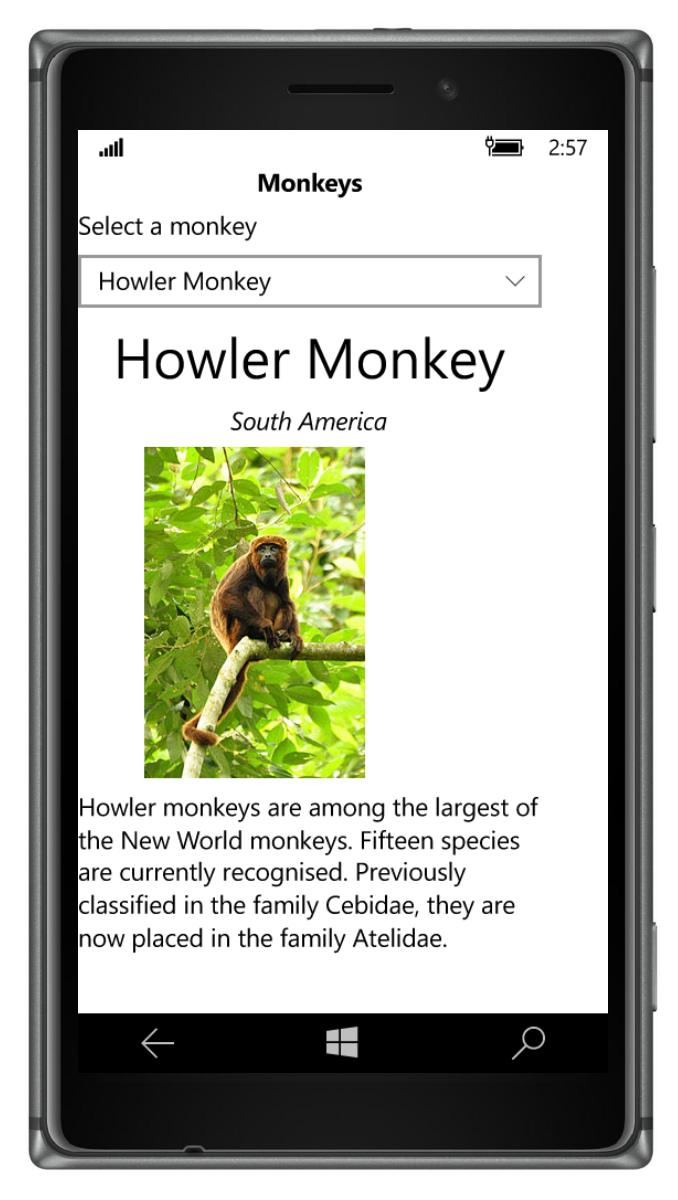 2:57
Monkeys
Select a monkey
Howler Monkey
Howler Monkey
South America
Howler monkeys are among the largest of
the New World monkeys. Fifteen species
are currently recognised. Previously
classified in the family Cebidae, they are
now placed in the family Atelidae.